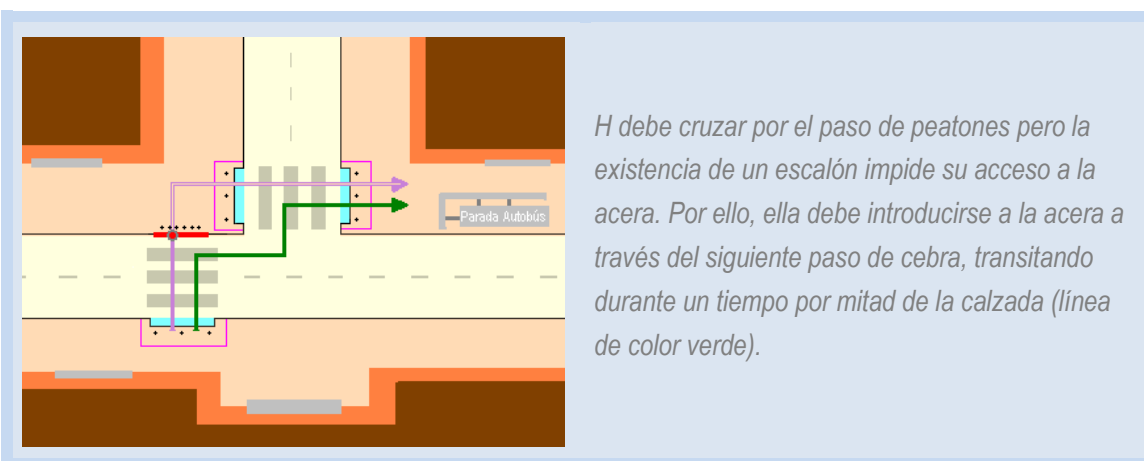 H debe cruzar por el paso de peatones pero la
existencia de un escalón impide su acceso a la
acera. Por ello, ella debe introducirse a la acera a
través del siguiente paso de cebra, transitando
durante un tiempo por mitad de la calzada (línea
de color verde).
Parada Autobús